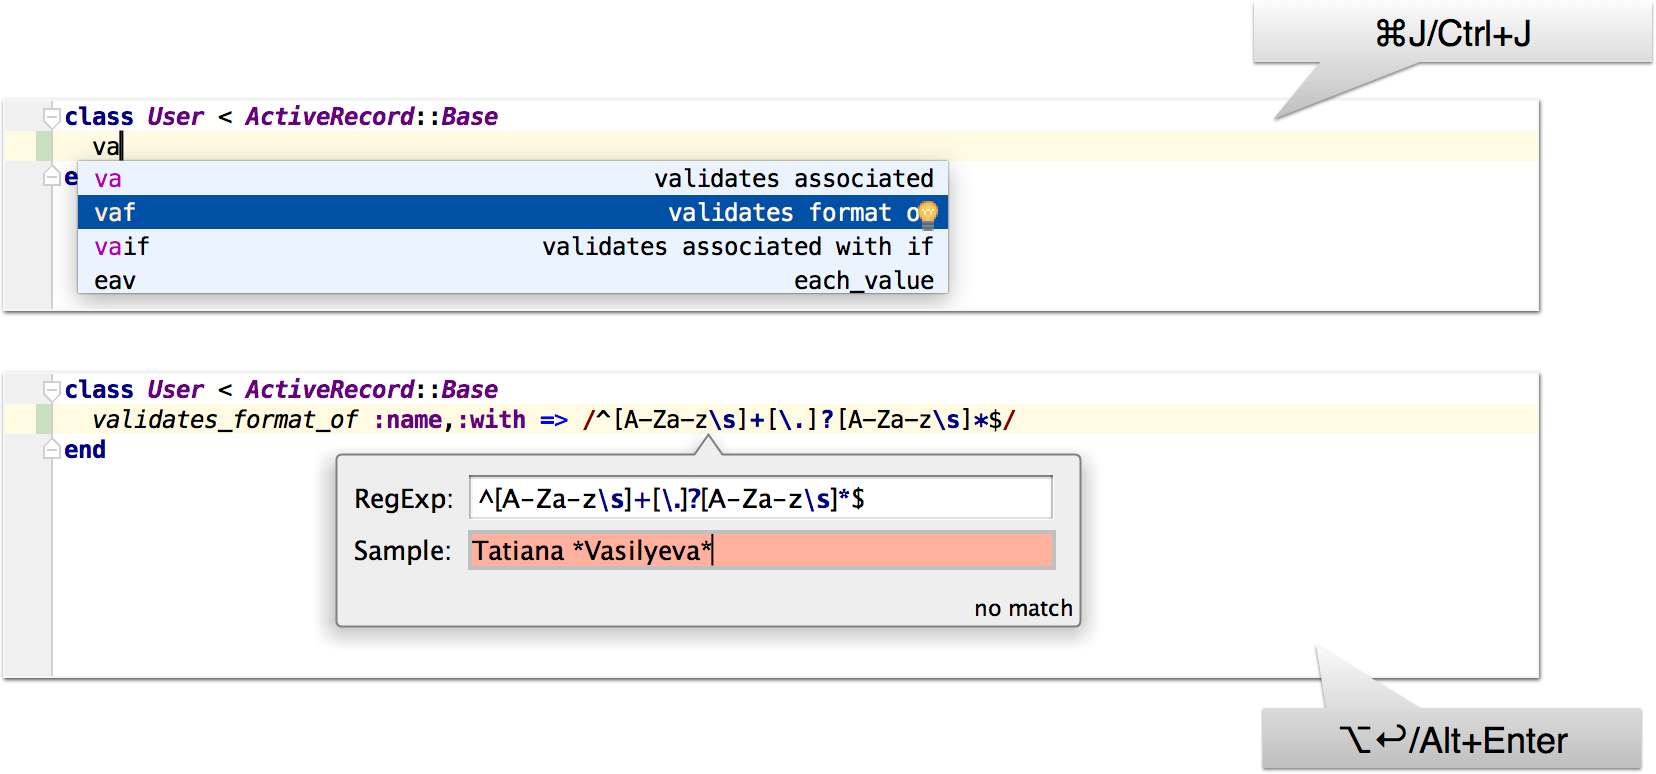 ⌘J/Ctrl+J
class User < ActiveRecord::Base
va
e
va validates associated
vaf validates format o
vaif validates associated with if
eav each_value
class User < ActiveRecord::Base
validates_format_of :name,:with => /^[A-Za-z\s]+[\.]?[A-Za-z\s]*$/
end
RegExp: ^[A-Za-z\s]+[\.]?[A-Za-z\s]*$
Sample: Tatiana *Vasilyeva*
no match
⌥↩/Alt+Enter